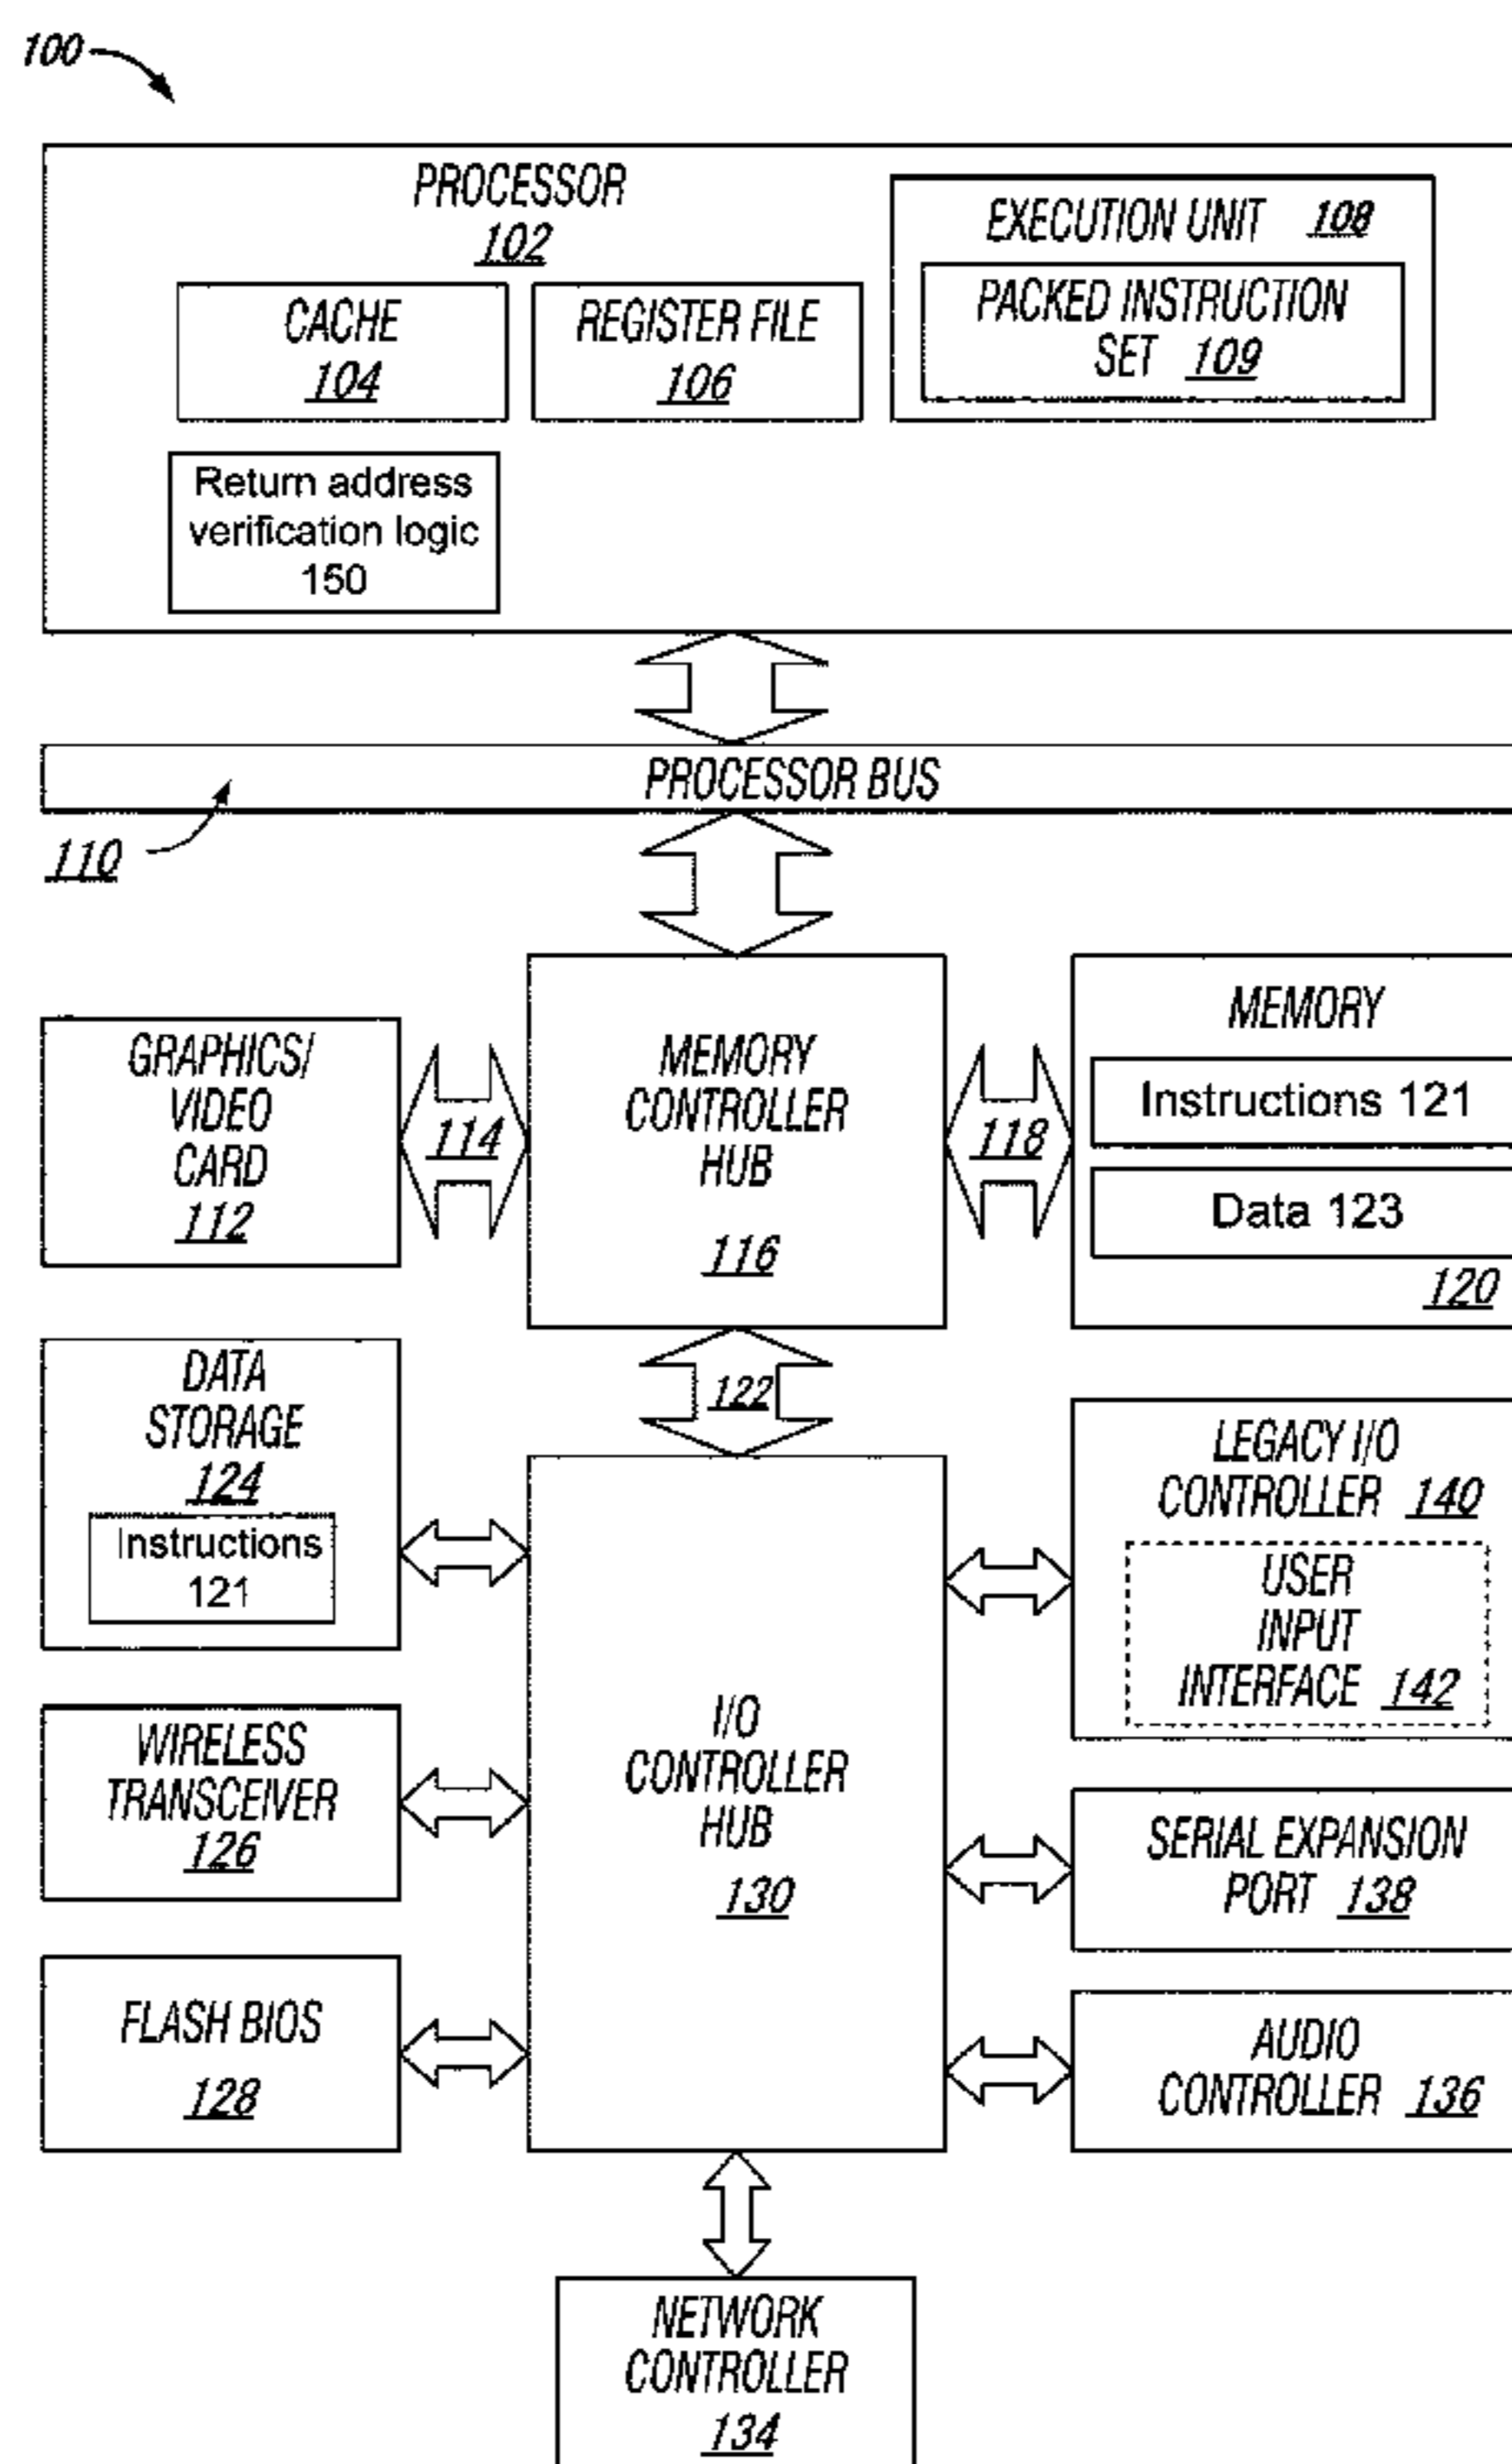 100
PROCESSOR
102
CACHE
104
REGISTER FILE
106
EXECUTION UNIT 108
PACKED INSTRUCTION
SET 109
Return address
verification logic
150
PROCESSOR BUS
110
GRAPHICS/
VIDEO
CARD
112
114
MEMORY
CONTROLLER
HUB
116
118
MEMORY
Instructions 121
Data 123
120
122
DATA
STORAGE
124
Instructions
121
LEGACY I/O
CONTROLLER 140
USER
INPUT
INTERFACE 142
WIRELESS
TRANSCEIVER
126
I/O
CONTROLLER
HUB
130
SERIAL EXPANSION
PORT 138
FLASH BIOS
128
AUDIO
CONTROLLER 136
NETWORK
CONTROLLER
134